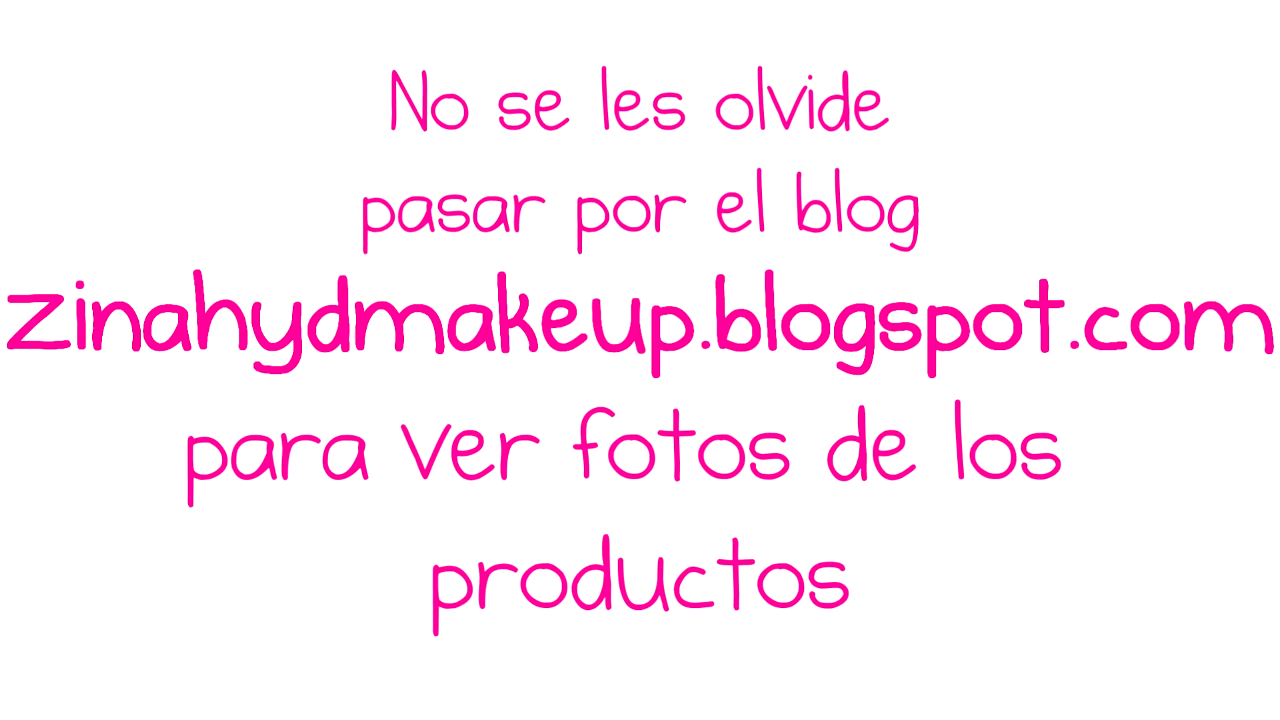 No se les olvide
pasar por el blog
zinahydmakeup.blogspot.com
para ver fotos de los
productos